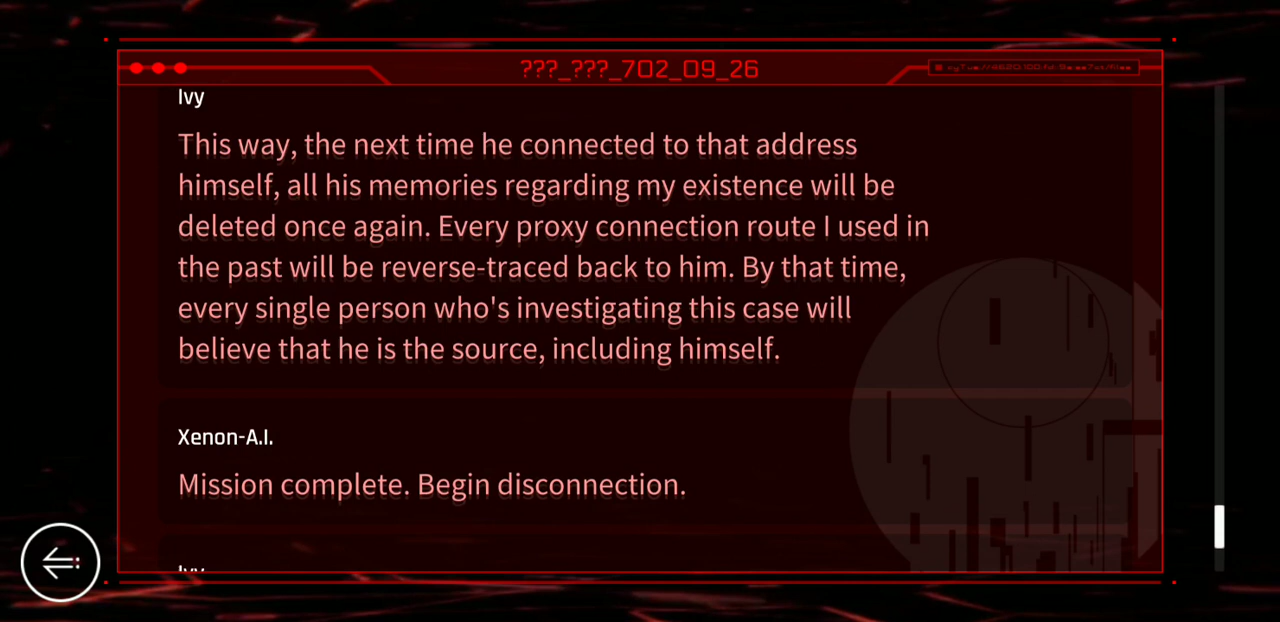 ???_???_702_09_26
Ivy
This way, the next time he connected to that address
himself, all his memories regarding my existence will be
deleted once again. Every proxy connection route I used in
the past will be reverse-traced back to him. By that time,
every single person who's investigating this case will
believe that he is the source, including himself.
Xenon-A.I.
Mission complete. Begin disconnection.
Ivy